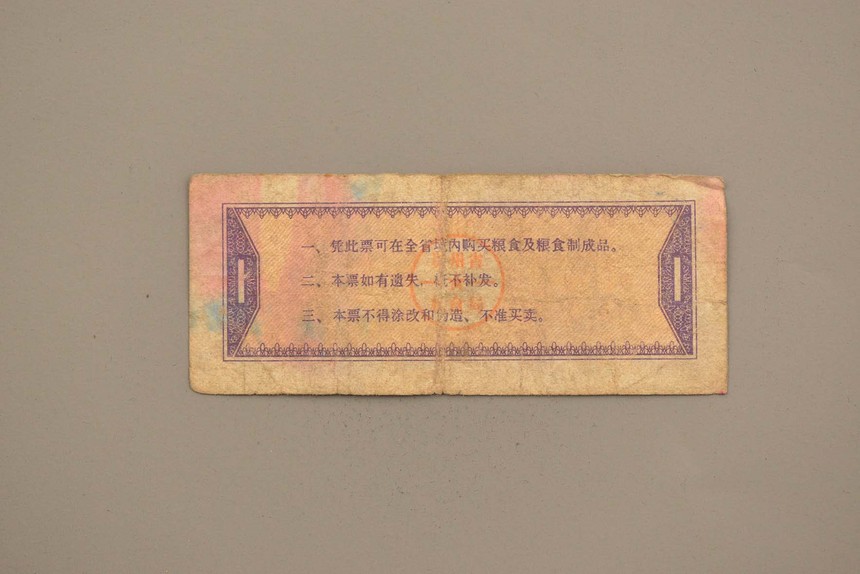 一、凭此票可在全省境内购买粮食及粮食制成品。
二、本票如有遗失，概不补发。
三、本票不得涂改和伪造、不准买卖。